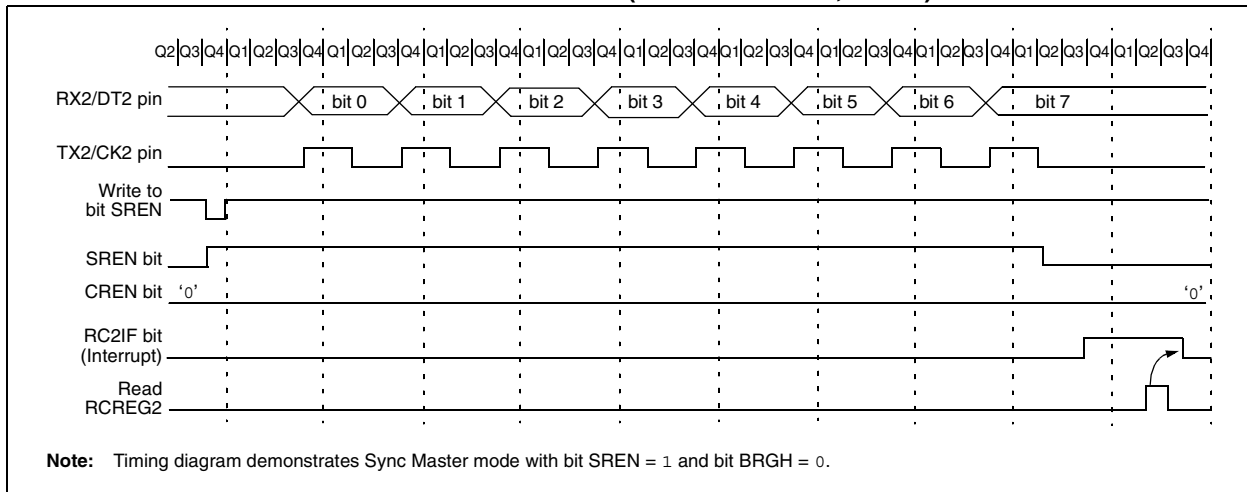 Q2 Q3 Q4 Q1 Q2 Q3 Q4 Q1 Q2 Q3 Q4 Q1 Q2 Q3 Q4 Q1 Q2 Q3 Q4 Q1 Q2 Q3 Q4 Q1 Q2 Q3 Q4 Q1 Q2 Q3 Q4 Q1 Q2 Q3 Q4 Q1 Q2 Q3 Q4 Q1 Q2 Q3 Q4
RX2/DT2 pin bit 0 bit 1 bit 2 bit 3 bit 4 bit 5 bit 6 bit 7
TX2/CK2 pin
Write to
bit SREN
SREN bit
CREN bit ‘0’ ‘0’
RC2IF bit
(Interrupt)
Read
RCREG2
Note: Timing diagram demonstrates Sync Master mode with bit SREN = 1 and bit BRGH = 0.